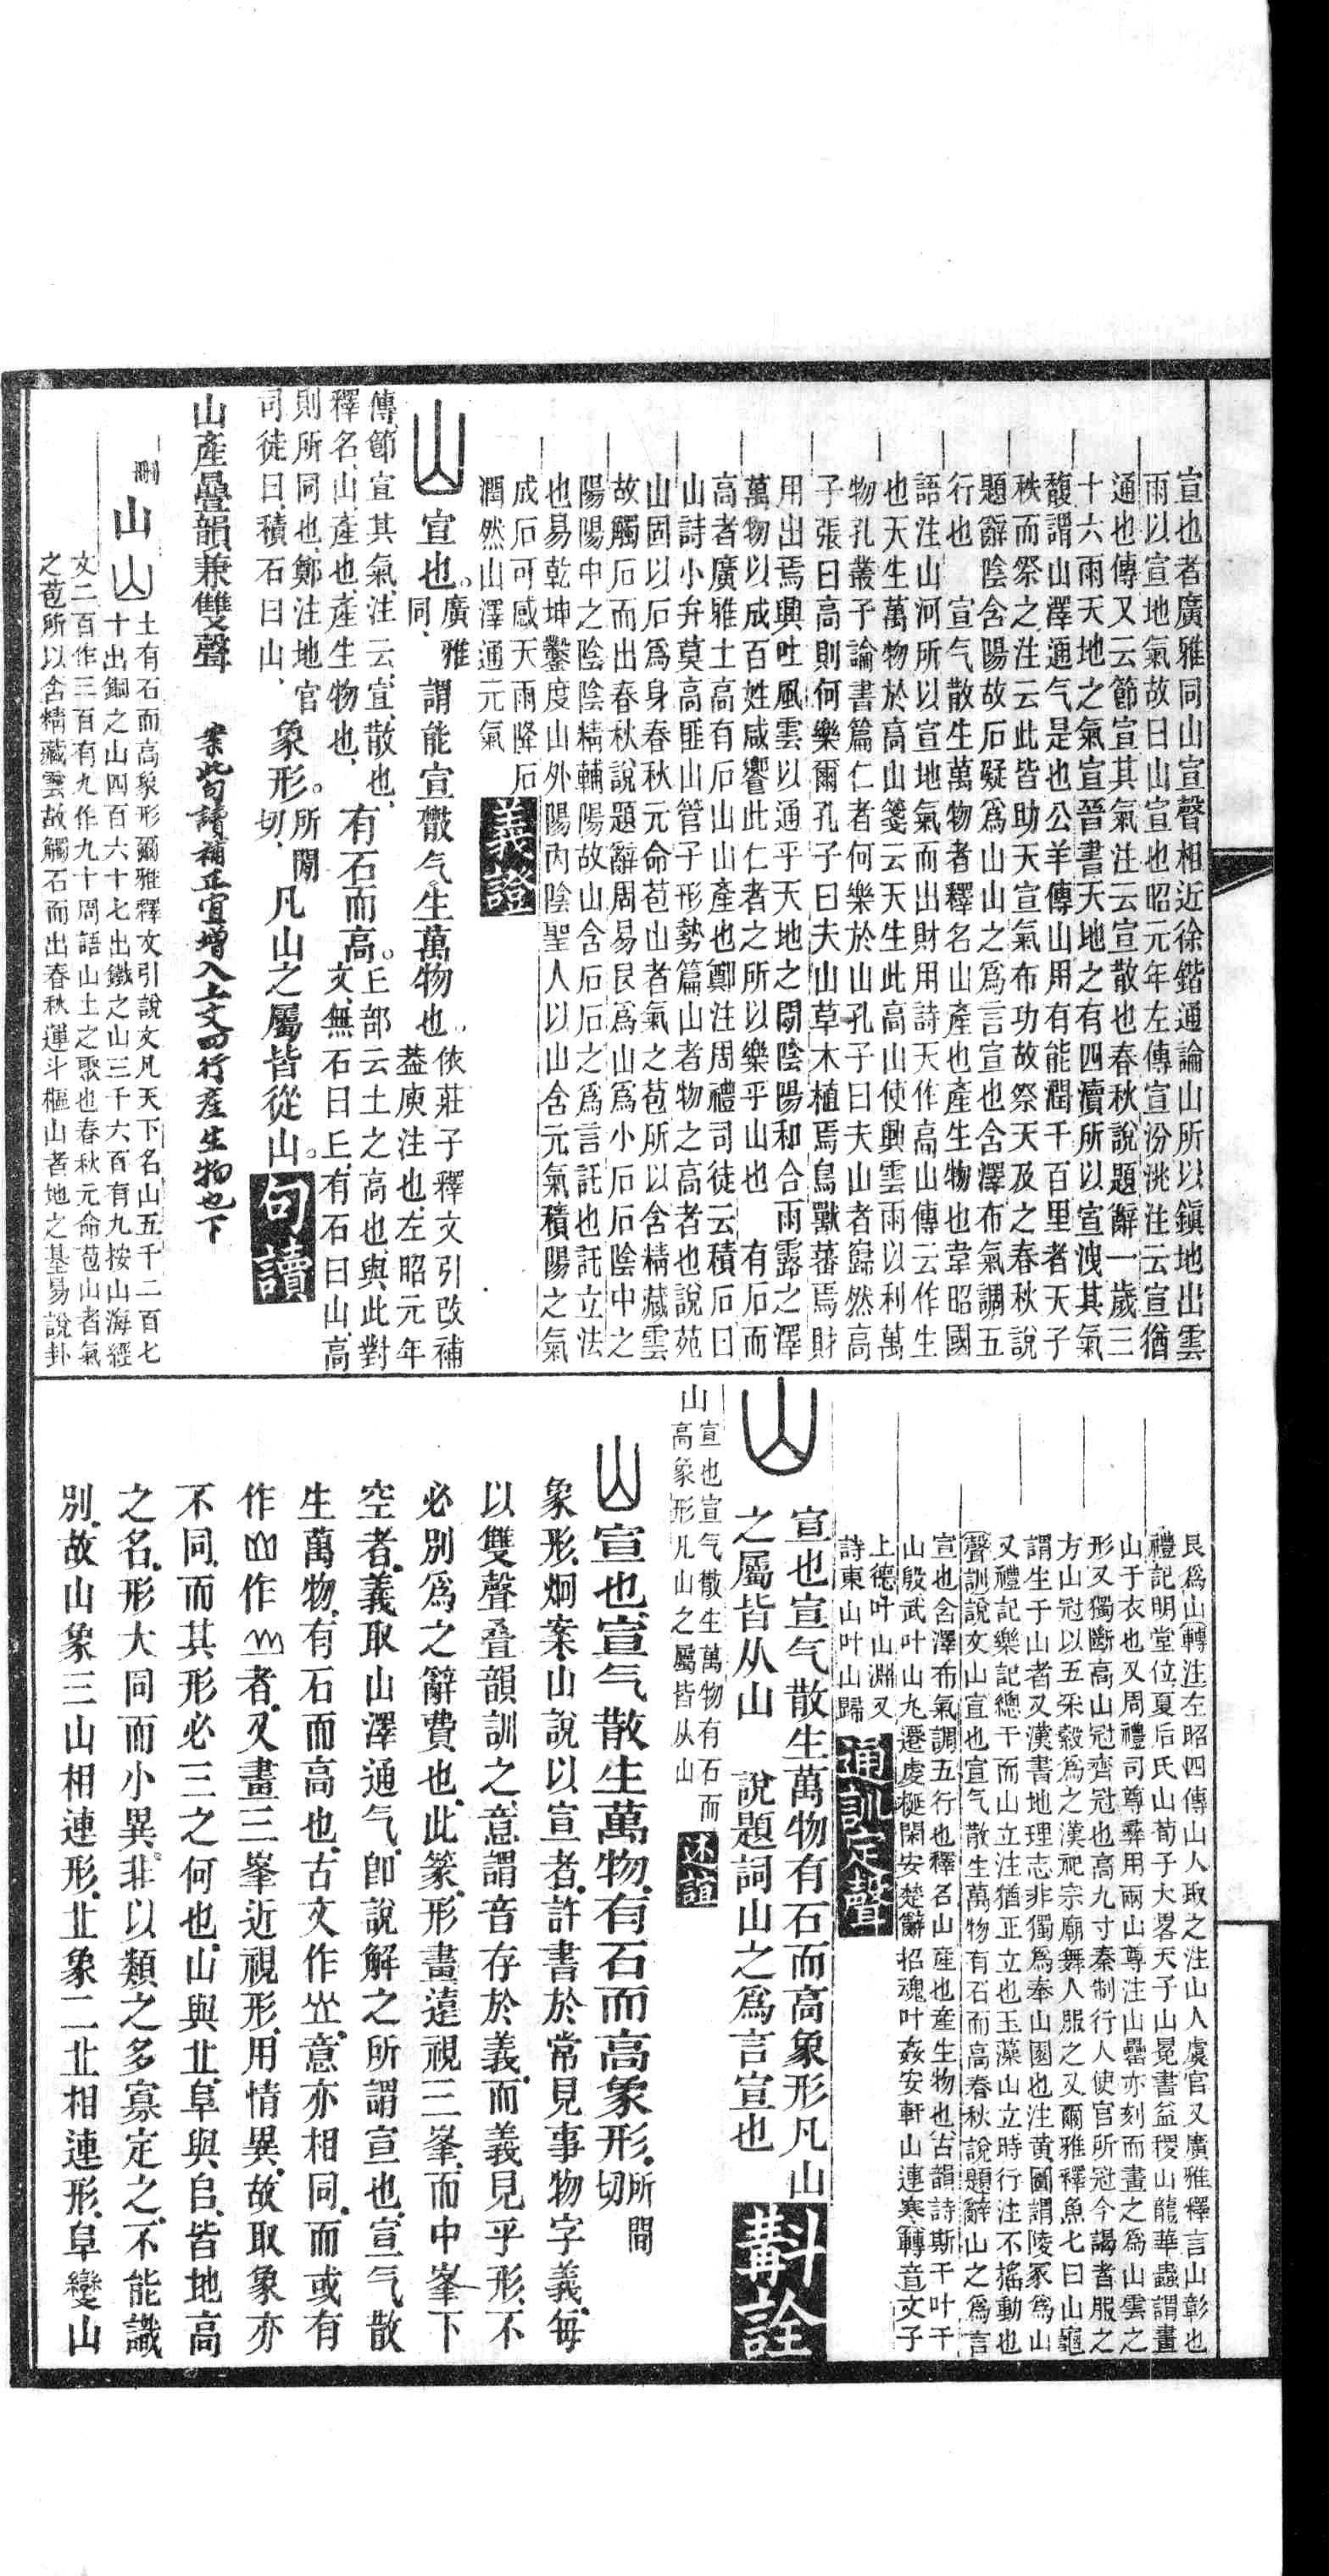 宣也者廣雅同山宣聲相近徐鍇通論山所以鎮地出雲
雨以宣地氣故曰山宣也昭元年左傳宣汾洮注云宣猶
通也傳又云節宣其氣注云宣散也春秋說題辭一歲三
十六雨天地之氣宣晉書天地之有四瀆所以宣洩其氣
馥謂山澤通气是也公羊傳山用有能潤千百里者天子
秩而祭之注云此皆助天宣氣布功故祭天及之春秋說
題辭陰含陽故石凝為山山之為言宣也含澤布氣調五
行也　宣气散生萬物者釋名山產也產生物也韋昭國
語注山河所以宣地氣而出財用詩天作高山傳云作生
也天生萬物於高山箋云天生此高山使興雲雨以利萬
物孔叢子論書篇仁者何樂於山孔子曰夫山者巋然高
子張曰高則何樂爾孔子曰夫山草木植焉鳥獸蕃焉財
用出焉興吐風雲以通乎天地之閒陰陽和合雨露之澤
萬物以成百姓咸饗此仁者之所以樂乎山也　有石而
高者廣雅土高有石山山產也鄭注周禮司徒云積石曰
山詩小弁莫高匪山管子形勢篇山者物之高者也說苑
山固以石為身春秋元命苞山者氣之苞所以含精藏雲
故觸石而出春秋說題辭周易艮為山為小石石陰中之
陽陽中之陰陰精輔陽故山含石石之為言託也託立法
也易乾坤鑿度山外陽內陰聖人以山含元氣積陽之氣
成石可感天雨降石
潤然山澤通元氣
義證
山宣也。廣雅同、謂能宣㪔气。生萬物也。依莊子釋文引改補
蓋庾注也、左昭元年
傳、節宣其氣、注云、宣、散也、
釋名、山、產也、產生物也、有石而高。𠀉部云土之高也、與此對
文、無石曰𠀉、有石曰山、高
則所同也、鄭注地官
司徒曰、積石曰山、象形。所閒切、凡山之屬皆從山。
句讀
山產疊韻兼雙聲　案此句讀補正宜增入上文四行產生物也下
刪山山土有石而高象形爾雅釋文引說文凡天下名山五千二百七
十出銅之山四百六十七出鐵之山三千六百有九按山海經
文二百作三百有九作九十周語山土之聚也春秋元命苞山者氣
之苞所以含精藏雲故觸石而出春秋運斗樞山者地之基易說卦
艮為山轉注左昭四傳山人取之注山人虞官又廣雅釋言山彰也
禮記明堂位夏后氏山荀子大畧天子山冕書益稷山龍華蟲謂畫
山于衣也又周禮司尊彝用兩山尊注山罍亦刻而畫之為山雲之
形又獨斷高山冠齊冠也高九寸秦制行人使官所冠今謁者服之
方山冠以五采縠為之漢祀宗廟舞人服之又爾雅釋魚七曰山龜
謂生于山者又漢書地理志非獨為奉山園也注黃圖謂陵冢為山
又禮記樂記總干而山立注猶正立也玉藻山立時行注不搖動也
聲訓說文山宣也宣气散生萬物有石而高春秋說題辭山之為言
宣也含澤布氣調五行也釋名山產也產生物也古韻詩斯干叶干
山殷武叶山丸遷虔梃閑安楚辭招魂叶姦安軒山連寒轉音文子
上德叶山淵又
詩東山叶山歸
通訓定聲
山宣也宣气散生萬物有石而高象形凡山
之屬皆从山　說題詞山之為言宣也
斠詮
山宣也宣气散生萬物有石而
高象形凡山之屬皆从山
述誼
山宣也、宣气散生萬物、有石而高象形、所間切
象形、炯案、山說以宣者、許書於常見事物字義、每
以雙聲叠韻訓之、意謂音存於義、而義見乎形、不
必別為之辭費也、此篆、形畫遠視三峯、而中峯下
空者、義取山澤通气、卽說解之所謂宣也、宣气散
生萬物、有石而高也、古文作、意亦相同、而或有
作作者、又畫三峯近視形、用情異、故取象亦
不同、而其形必三之何也、山與𠀉、𨸏與𠂤、皆地高
之名、形大同而小異、非以類之多寡定之、不能識
別、故山象三山相連形、𠀉象二𠀉相連形、阜變山